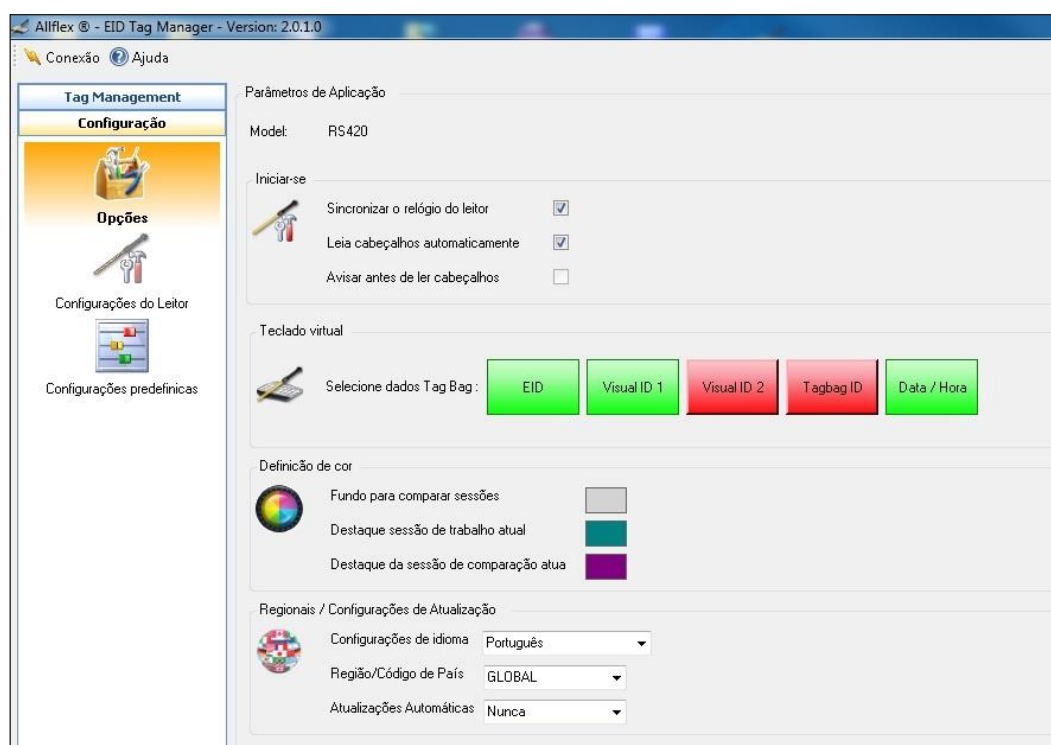 Allflex ® - EID Tag Manager - Version: 2.0.1.0
Conexão Ajuda
Tag Management
Configuração
Opções
Configurações do Leitor
Configurações predefinicas
Parâmetros de Aplicação
Model: RS420
Iniciar-se
Sincronizar o relógio do leitor
Leia cabeçalhos automaticamente
Avisar antes de ler cabeçalhos
Teclado virtual
Selecione dados Tag Bag : EID Visual ID 1 Visual ID 2 Tagbag ID Data / Hora
Definicão de cor
Fundo para comparar sessões
Destaque sessão de trabalho atual
Destaque da sessão de comparação atua
Regionais / Configurações de Atualização
Configurações de idioma Português
Região/Código de País GLOBAL
Atualizações Automáticas Nunca